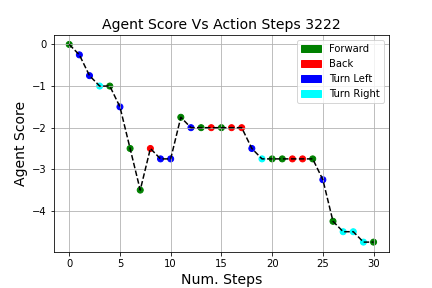 Agent Score Vs Action Steps 3222
Forward
Back
Turn Left
Turn Right
Agent Score
0
−1
−2
−3
−4
0 5 10 15 20 25 30
Num. Steps